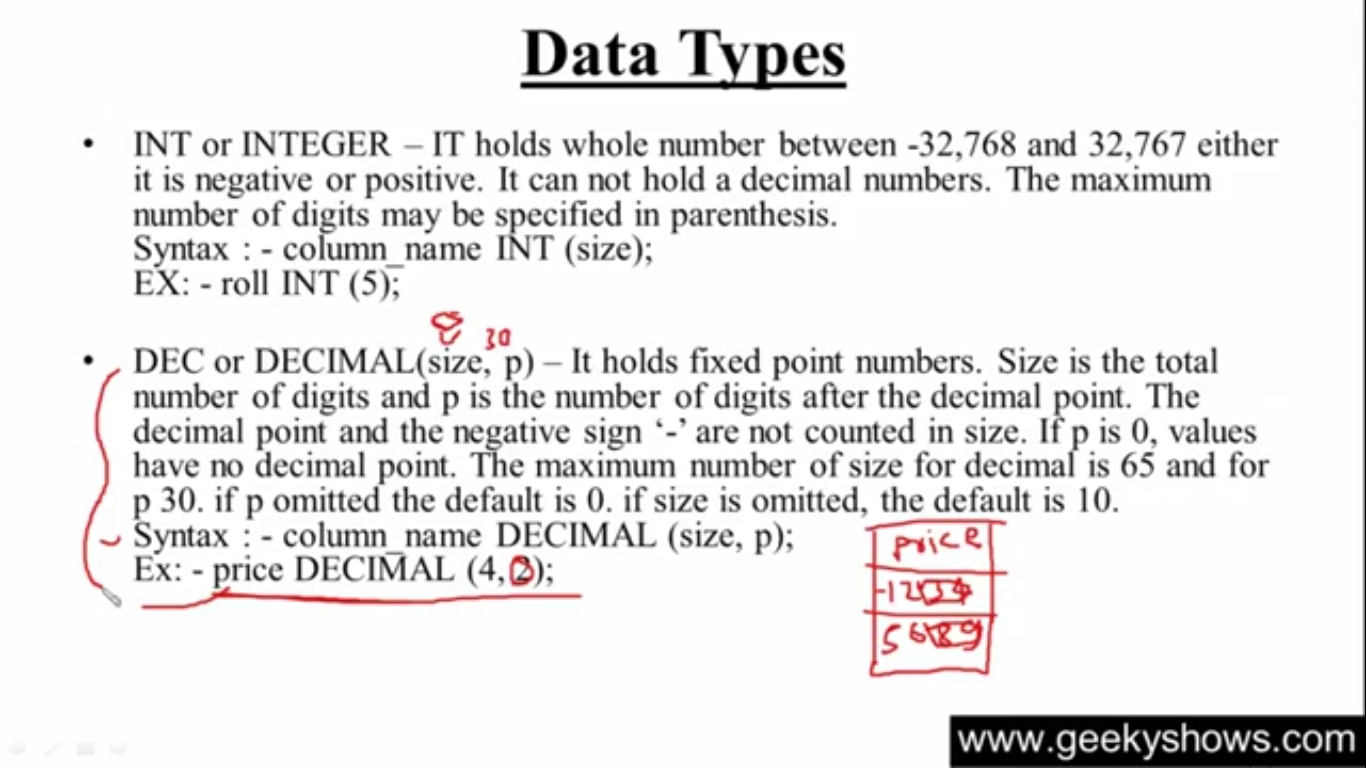 Data Types
• INT or INTEGER – IT holds whole number between -32,768 and 32,767 either
it is negative or positive. It can not hold a decimal numbers. The maximum
number of digits may be specified in parenthesis.
Syntax : - column_name INT (size);
EX: - roll INT (5);
30
• DEC or DECIMAL(size, p) – It holds fixed point numbers. Size is the total
number of digits and p is the number of digits after the decimal point. The
decimal point and the negative sign ‘-’ are not counted in size. If p is 0, values
have no decimal point. The maximum number of size for decimal is 65 and for
p 30. if p omitted the default is 0. if size is omitted, the default is 10.
Syntax : - column_name DECIMAL (size, p);
Ex: - price DECIMAL (4, 2);
price
www.geekyshows.com